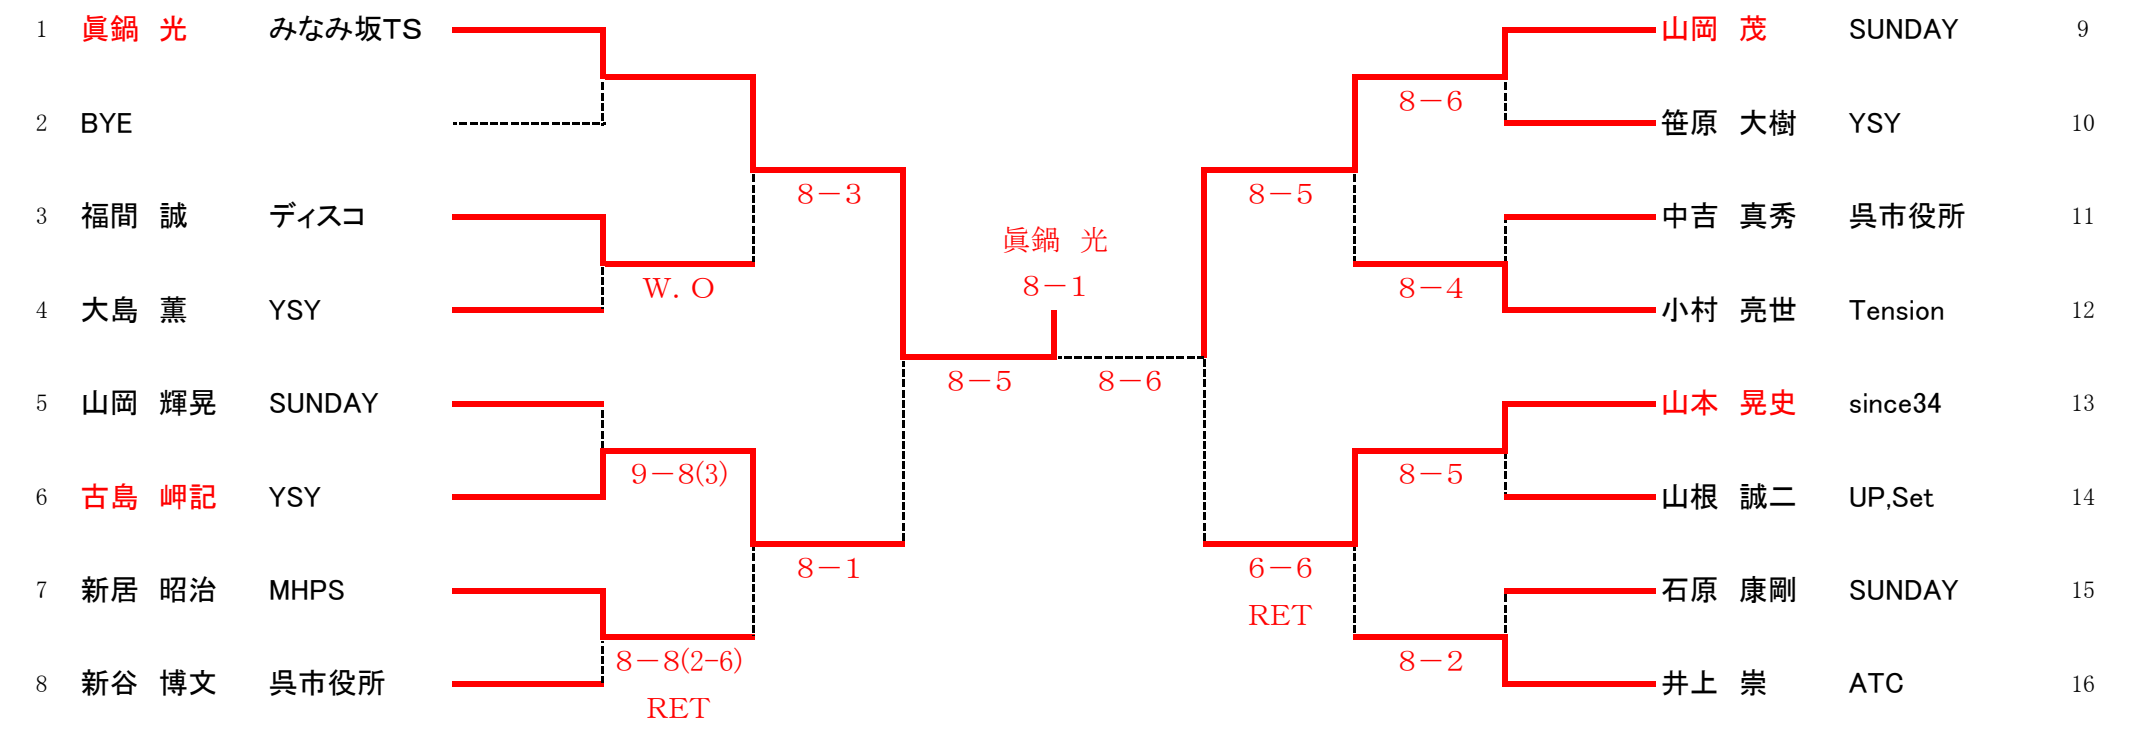 1 眞鍋　光 みなみ坂TS
2 BYE
3 福間　誠 ディスコ
4 大島　薫 YSY
5 山岡　輝晃 SUNDAY
6 古島　岬記 YSY
7 新居　昭治 MHPS
8 新谷　博文 呉市役所
W．O
9－8(3)
8－8(2-6)
RET
8－3
8－1
8－5
眞鍋　光
8－1
8－6
8－5
6－6
RET
8－6
8－4
8－5
8－2
山岡　茂 SUNDAY 9
笹原　大樹 YSY 10
中吉　真秀 呉市役所 11
小村　亮世 Tension 12
山本　晃史 since34 13
山根　誠二 UP,Set 14
石原　康剛 SUNDAY 15
井上　崇 ATC 16